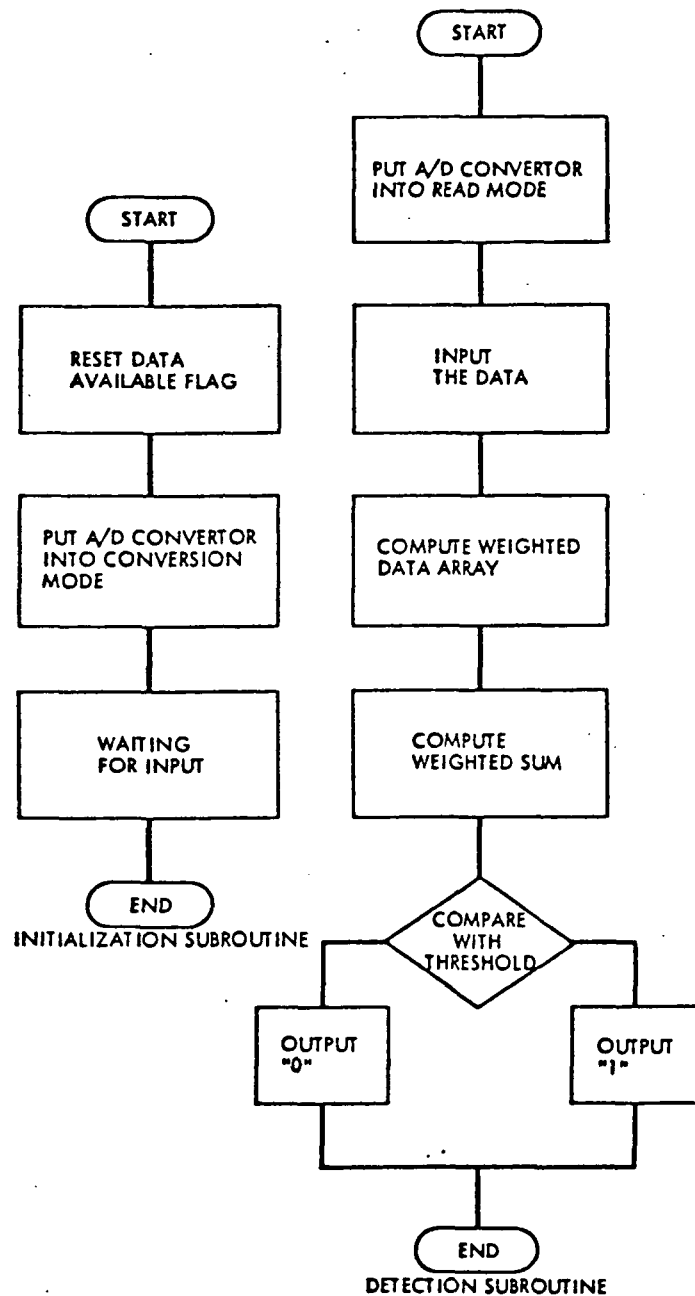 START
RESET DATA
AVAILABLE FLAG
PUT A/D CONVERTOR
INTO CONVERSION
MODE
WAITING
FOR INPUT
END
INITIALIZATION SUBROUTINE
START
PUT A/D CONVERTOR
INTO READ MODE
INPUT
THE DATA
COMPUTE WEIGHTED
DATA ARRAY
COMPUTE
WEIGHTED SUM
COMPARE
WITH
THRESHOLD
OUTPUT
"0"
OUTPUT
"1"
END
DETECTION SUBROUTINE